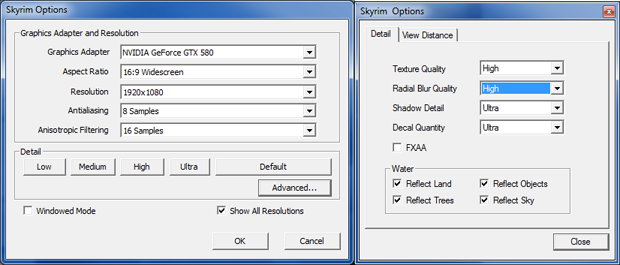 Skyrim Options
Graphics Adapter and Resolution
Graphics Adapter NVIDIA GeForce GTX 580
Aspect Ratio 16:9 Widescreen
Resolution 1920x1080
Antialiasing 8 Samples
Anisotropic Filtering 16 Samples
Detail
Low Medium High Ultra Default
Advanced...
Windowed Mode Show All Resolutions
OK Cancel
Skyrim Options
Detail View Distance
Texture Quality High
Radial Blur Quality High
Shadow Detail Ultra
Decal Quantity Ultra
FXAA
Water
Reflect Land Reflect Objects
Reflect Trees Reflect Sky
Close